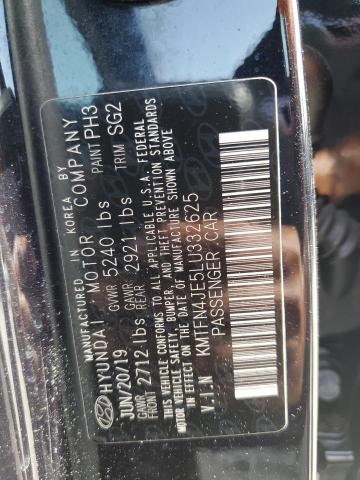 MANUFACTURED IN KOREA BY
HYUNDAI MOTOR COMPANY
JUN/20/19 GVWR 5240 lbs PAINT PH3
GAWR FRONT 2712 lbs GAWR REAR 2921 lbs TRIM SG2
THIS VEHICLE CONFORMS TO ALL APPLICABLE U.S.A. FEDERAL
MOTOR VEHICLE SAFETY, BUMPER, AND THEFT PREVENTION STANDARDS
IN EFFECT ON THE DATE OF MANUFACTURE SHOWN ABOVE
V.I.N KMTFN4JE5LU332625
PASSENGER CAR